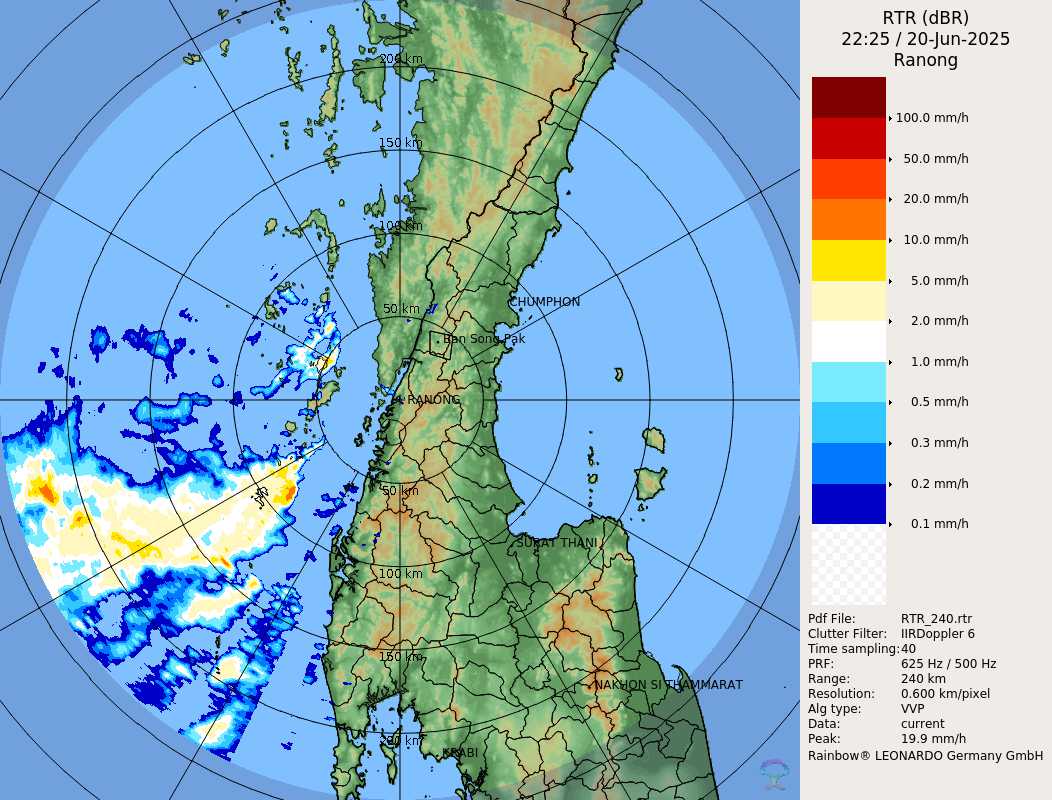 RTR (dBR)
22:25 / 20-Jun-2025
Ranong
100.0 mm/h
50.0 mm/h
20.0 mm/h
10.0 mm/h
5.0 mm/h
2.0 mm/h
1.0 mm/h
0.5 mm/h
0.3 mm/h
0.2 mm/h
0.1 mm/h
Pdf File: RTR_240.rtr
Clutter Filter: IIRDoppler 6
Time sampling: 40
PRF: 625 Hz / 500 Hz
Range: 240 km
Resolution: 0.600 km/pixel
Alg type: VVP
Data: current
Peak: 19.9 mm/h
Rainbow® LEONARDO Germany GmbH
200 km
150 km
100 km
CHUMPHON
50 km
Ban Song Pak
RANONG
50 km
SURAT THANI
100 km
150 km
NAKHON SI THAMMARAT
200 km
KRABI